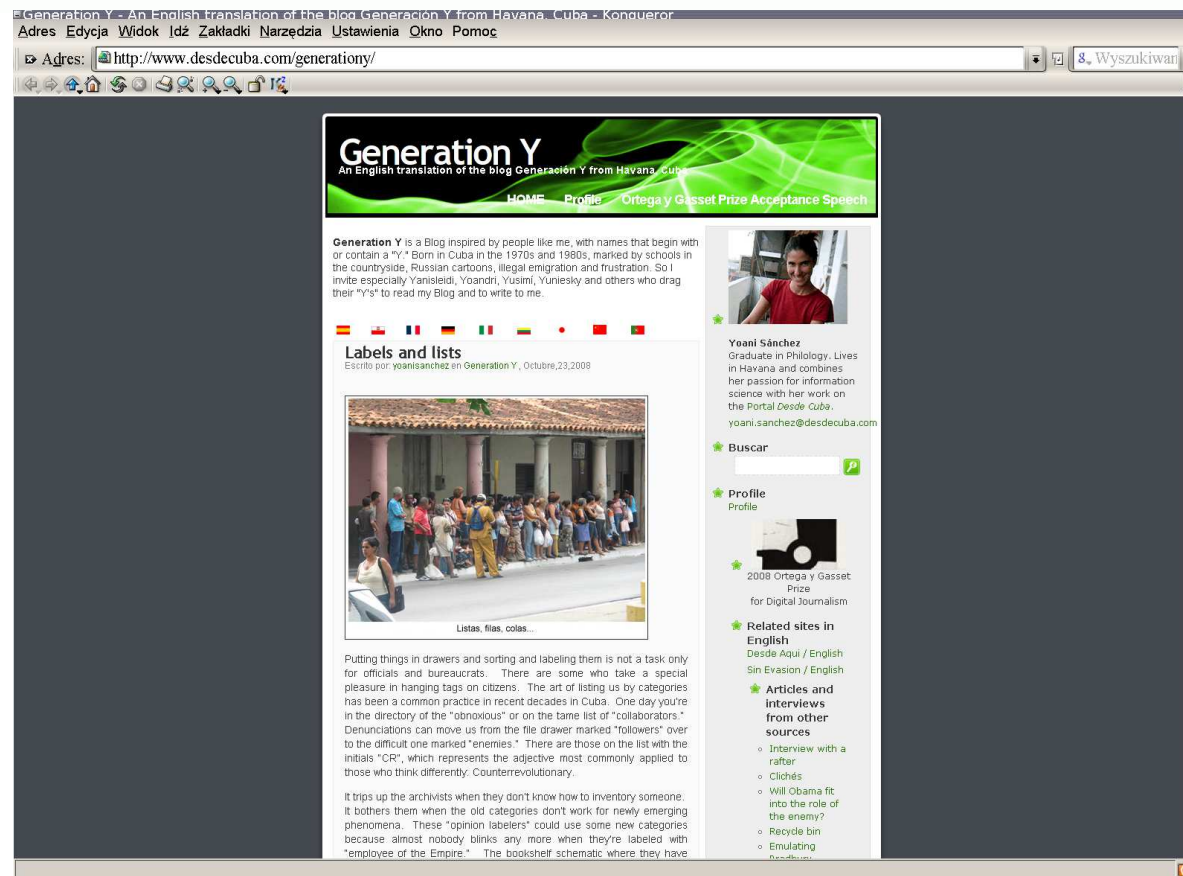 Generation Y - An English translation of the blog Generación Y from Havana, Cuba - Konqueror
Adres Edycja Widok Idź Zakładki Narzędzia Ustawienia Okno Pomoc
Adres: http://www.desdecuba.com/generationy/
Wyszukiwan
Generation Y
An English translation of the blog Generación Y from Havana, Cuba
HOME Profile Ortega y Gasset Prize Acceptance Speech
Generation Y is a Blog inspired by people like me, with names that begin with
or contain a "Y." Born in Cuba in the 1970s and 1980s, marked by schools in
the countryside, Russian cartoons, illegal emigration and frustration. So I
invite especially Yanisleidi, Yoandri, Yusimí, Yuniesky and others who drag
their "Y's" to read my Blog and to write to me.
Labels and lists
Escrito por: yoanisanchez en Generation Y , Octubre,23,2008
Listas, filas, colas...
Putting things in drawers and sorting and labeling them is not a task only
for officials and bureaucrats. There are some who take a special
pleasure in hanging tags on citizens. The art of listing us by categories
has been a common practice in recent decades in Cuba. One day you're
in the directory of the "obnoxious" or on the tame list of "collaborators."
Denunciations can move us from the file drawer marked "followers" over
to the difficult one marked "enemies." There are those on the list with the
initials "CR", which represents the adjective most commonly applied to
those who think differently: Counterrevolutionary.
It trips up the archivists when they don't know how to inventory someone.
It bothers them when the old categories don't work for newly emerging
phenomena. These "opinion labelers" could use some new categories
because almost nobody blinks any more when they're labeled with
"employee of the Empire." The bookshelf schematic where they have
Yoani Sánchez
Graduate in Philology. Lives
in Havana and combines
her passion for information
science with her work on
the Portal Desde Cuba.
yoani.sanchez@desdecuba.com
Buscar
Profile
Profile
2008 Ortega y Gasset
Prize
for Digital Journalism
Related sites in
English
Desde Aqui / English
Sin Evasion / English
Articles and
interviews
from other
sources
Interview with a
rafter
Clichés
Will Obama fit
into the role of
the enemy?
Recycle bin
Emulating
Bradbury